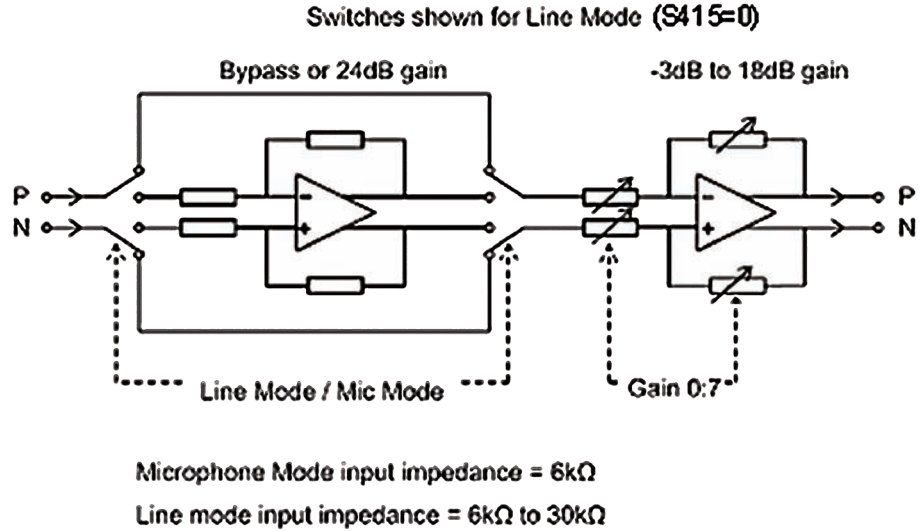 Switches shown for Line Mode (S415=0)
Bypass or 24dB gain
-3dB to 18dB gain
P
N
-
+
-
+
P
N
Line Mode / Mic Mode
Gain 0:7
Microphone Mode input impedance = 6kΩ
Line mode input impedance = 6kΩ to 30kΩ